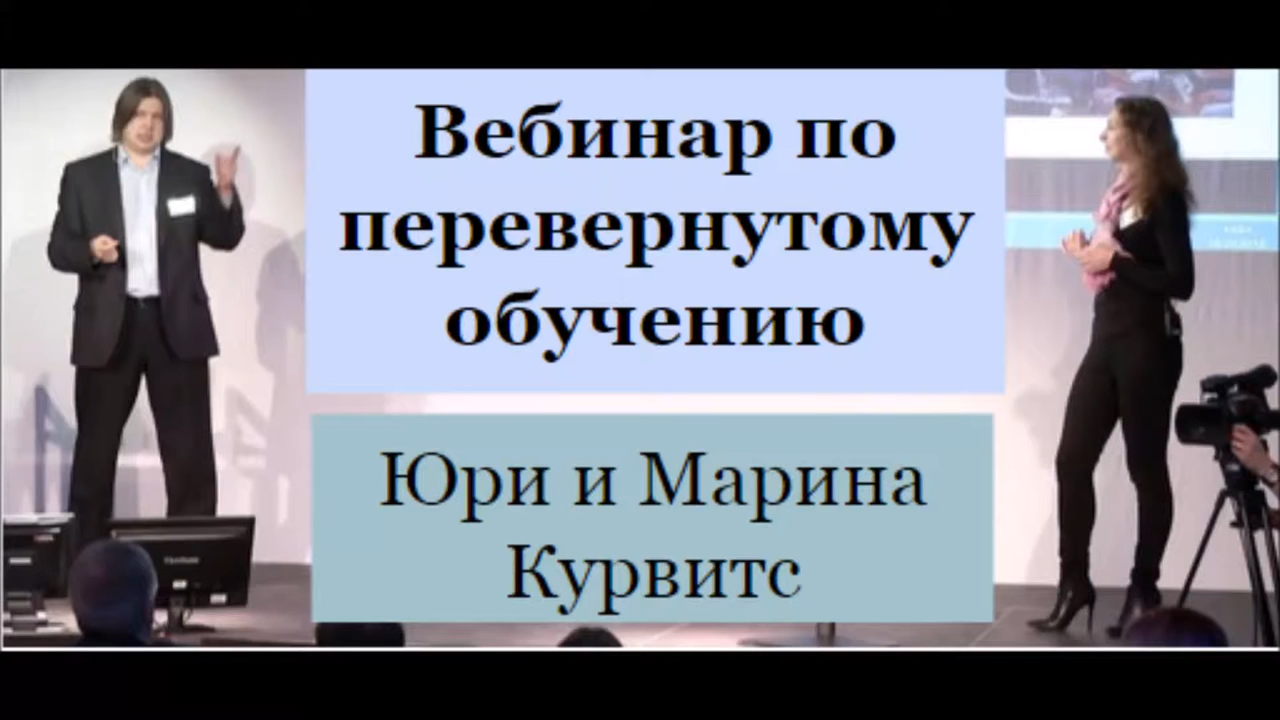 Вебинар по
перевернутому
обучению
Юри и Марина
Курвитс